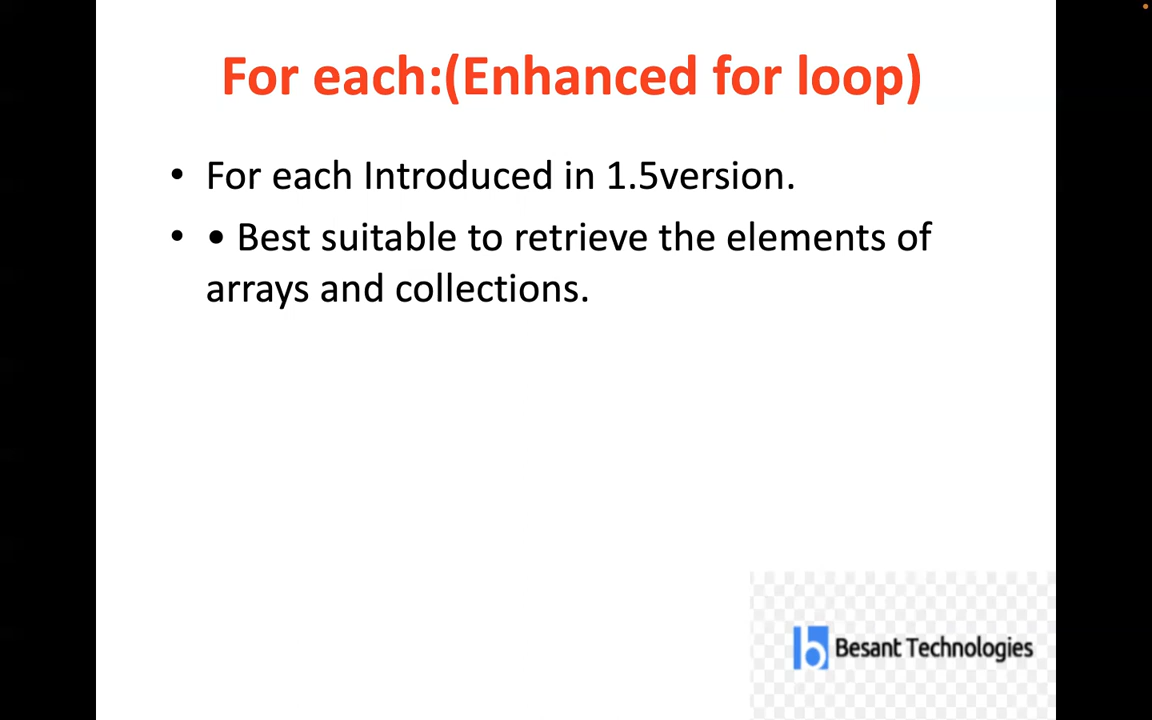 For each:(Enhanced for loop)
• For each Introduced in 1.5version.
• • Best suitable to retrieve the elements of
arrays and collections.
b Besant Technologies